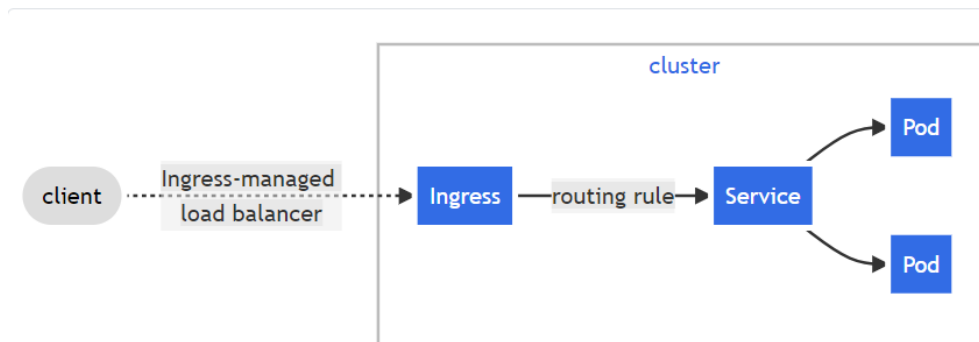 cluster
Pod
client
Ingress-managed
load balancer
Ingress
routing rule
Service
Pod